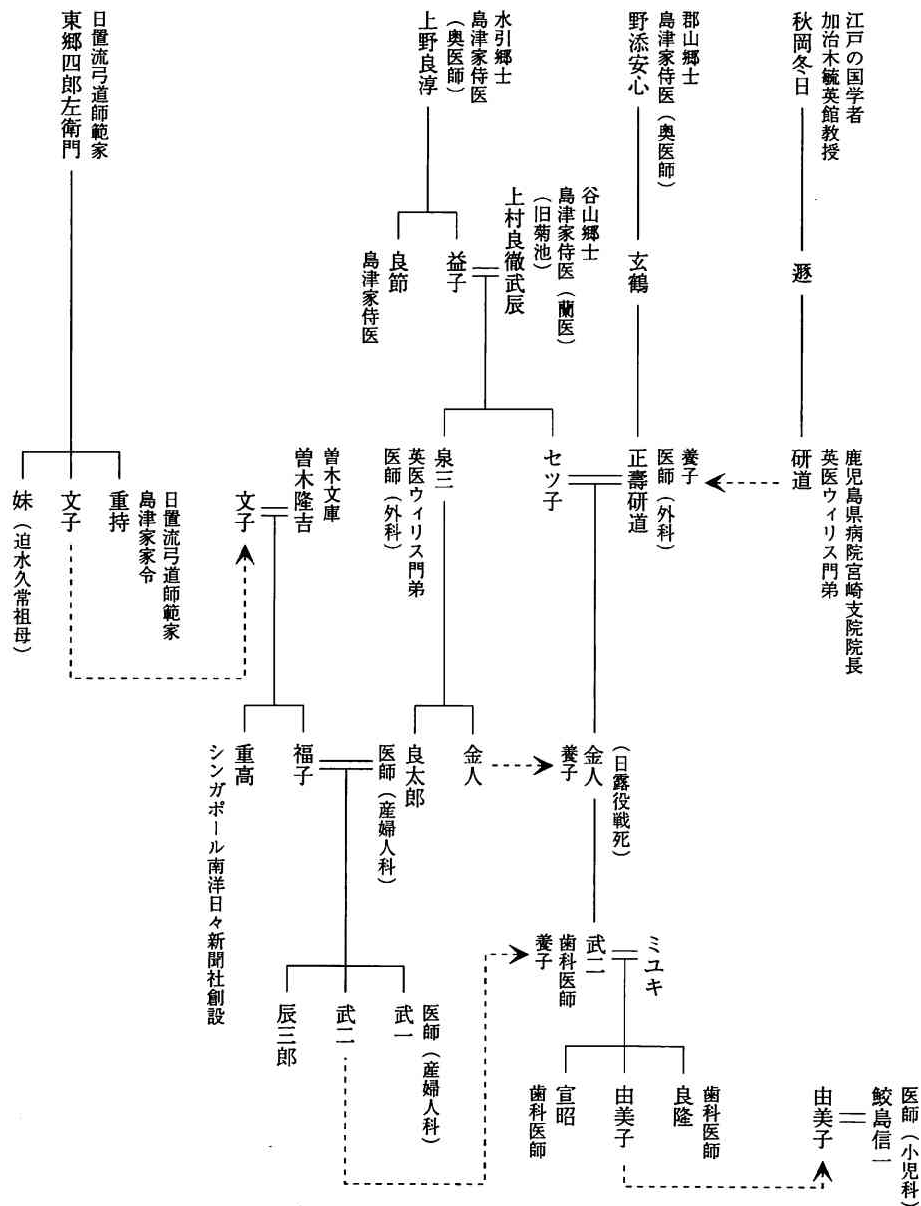 江戸の国学者
加治木毓英館教授
秋岡冬日
遯
鹿児島県病院宮崎支院院長
英医ウィリス門弟
研道
郡山郷士
島津家侍医（奥医師）
野添安心
玄鶴
養子
正壽研道
医師（外科）
セツ子
水引郷士
島津家侍医
（奥医師）
上野良淳
谷山郷士
島津家侍医（蘭医）
（旧菊池）
上村良徹武辰
益子
良節
島津家侍医
泉三
英医ウィリス門弟
医師（外科）
日置流弓道師範家
東郷四郎左衛門
日置流弓道師範家
島津家家令
重持
文子
妹（迫水久常祖母）
曽木文庫
曽木隆吉
文子
（日露役戦死）
金人
養子
金人
良太郎
医師（産婦人科）
福子
重高
シンガポール南洋日々新聞社創設
ミユキ
武二
歯科医師
養子
医師（産婦人科）
武一
武二
辰三郎
歯科医師
良隆
由美子
宣昭
歯科医師
医師（小児科）
鮫島信一
由美子